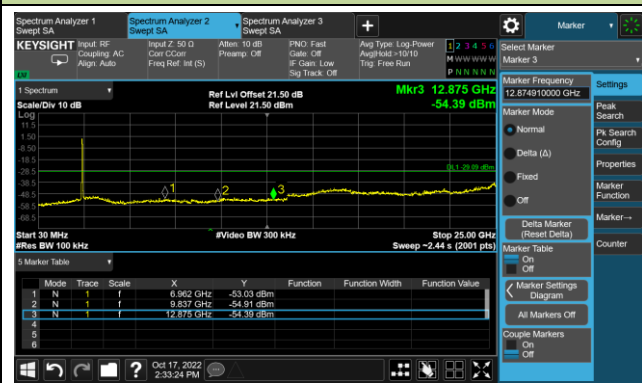 Spectrum Analyzer 1
Swept SA
Spectrum Analyzer 2
Swept SA
Spectrum Analyzer 3
Swept SA
+
Marker
KEYSIGHT
Input: RF
Coupling: AC
Align: Auto
Input Z: 50 Ω
Corr CCorr
Freq Ref: Int (S)
Atten: 10 dB
Preamp: Off
PNO: Fast
Gate: Off
IF Gain: Low
Sig Track: Off
Avg Type: Log-Power
Avg|Hold:>10/10
Trig: Free Run
1 2 3 4 5 6
M W W W W W
P N N N N N
LXI
Select Marker
Marker 3
1 Spectrum
Scale/Div 10 dB
Ref Lvl Offset 21.50 dB
Ref Level 21.50 dBm
Mkr3 12.875 GHz
-54.39 dBm
Log
11.5
1.50
-8.50
-18.5
-28.5
-38.5
-48.5
-58.5
-68.5
DL1 -29.09 dBm
1
2
3
Start 30 MHz
#Res BW 100 kHz
#Video BW 300 kHz
Stop 25.00 GHz
Sweep ~2.44 s (2001 pts)
5 Marker Table
Mode Trace Scale X Y Function Function Width Function Value
1 N 1 f 6.962 GHz -53.03 dBm
2 N 1 f 9.837 GHz -54.91 dBm
3 N 1 f 12.875 GHz -54.39 dBm
4
5
6
Marker Frequency
12.874910000 GHz
Marker Mode
Normal
Delta (Δ)
Fixed
Off
Delta Marker
(Reset Delta)
Marker Table
On
Off
Marker Settings
Diagram
All Markers Off
Couple Markers
On
Off
Settings
Peak
Search
Pk Search
Config
Properties
Marker
Function
Marker→
Counter
?
Oct 17, 2022
2:33:24 PM